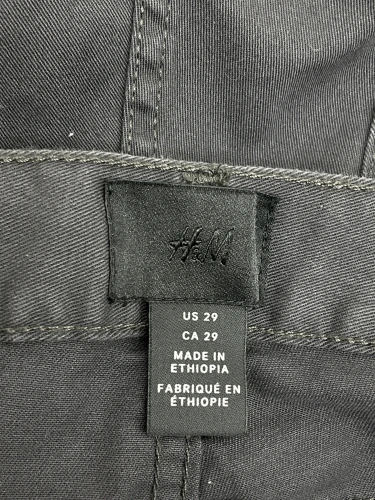 H&M
US 29
CA 29
MADE IN
ETHIOPIA
FABRIQUÉ EN
ÉTHIOPIE